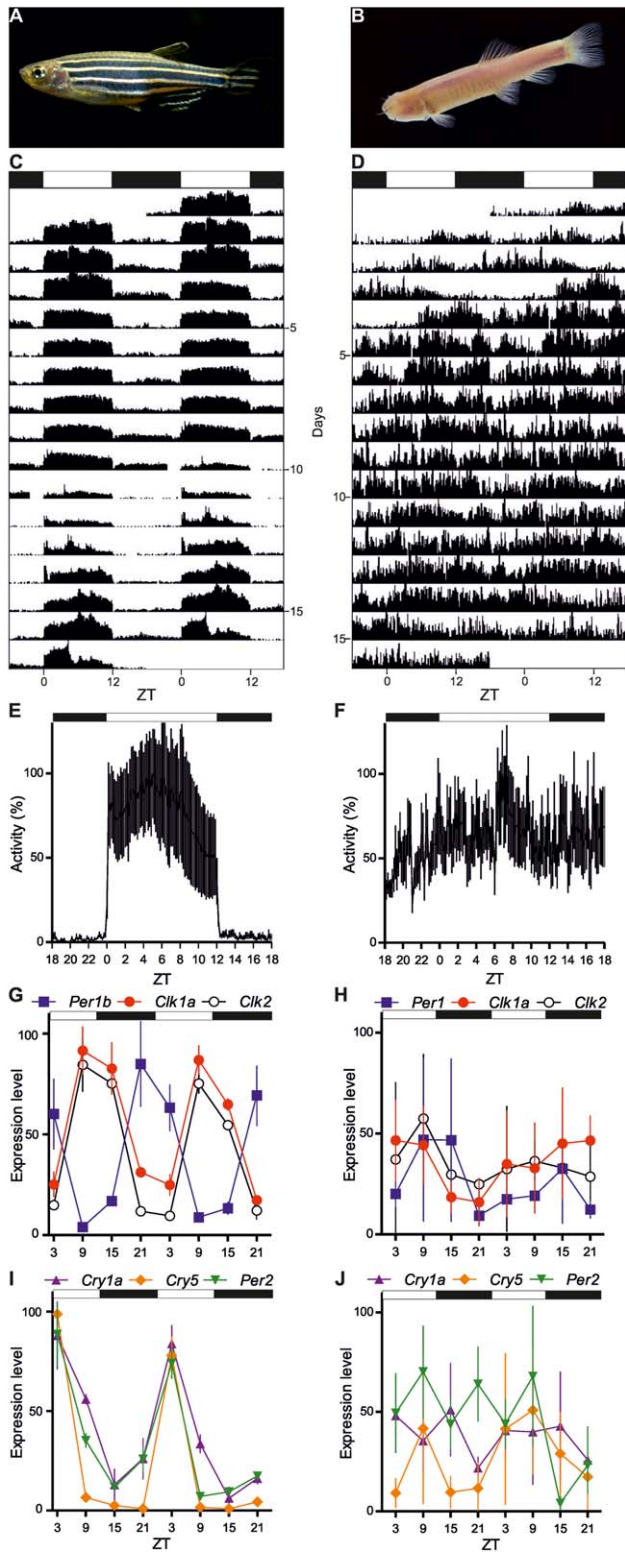 A
B
C
D
5
10
15
Days
5
10
15
0 12 0 12
ZT
0 12 0 12
ZT
E
F
Activity (%)
100
50
0
18 20 22 0 2 4 6 8 10 12 14 16 18
ZT
Activity (%)
100
50
0
18 20 22 0 2 4 6 8 10 12 14 16 18
ZT
G
Per1b Clk1a Clk2
H
Per1 Clk1a Clk2
Expression level
100
50
0
3 9 15 21 3 9 15 21
Expression level
100
50
0
3 9 15 21 3 9 15 21
I
Cry1a Cry5 Per2
J
Cry1a Cry5 Per2
Expression level
100
50
0
3 9 15 21 3 9 15 21
ZT
Expression level
100
50
0
3 9 15 21 3 9 15 21
ZT